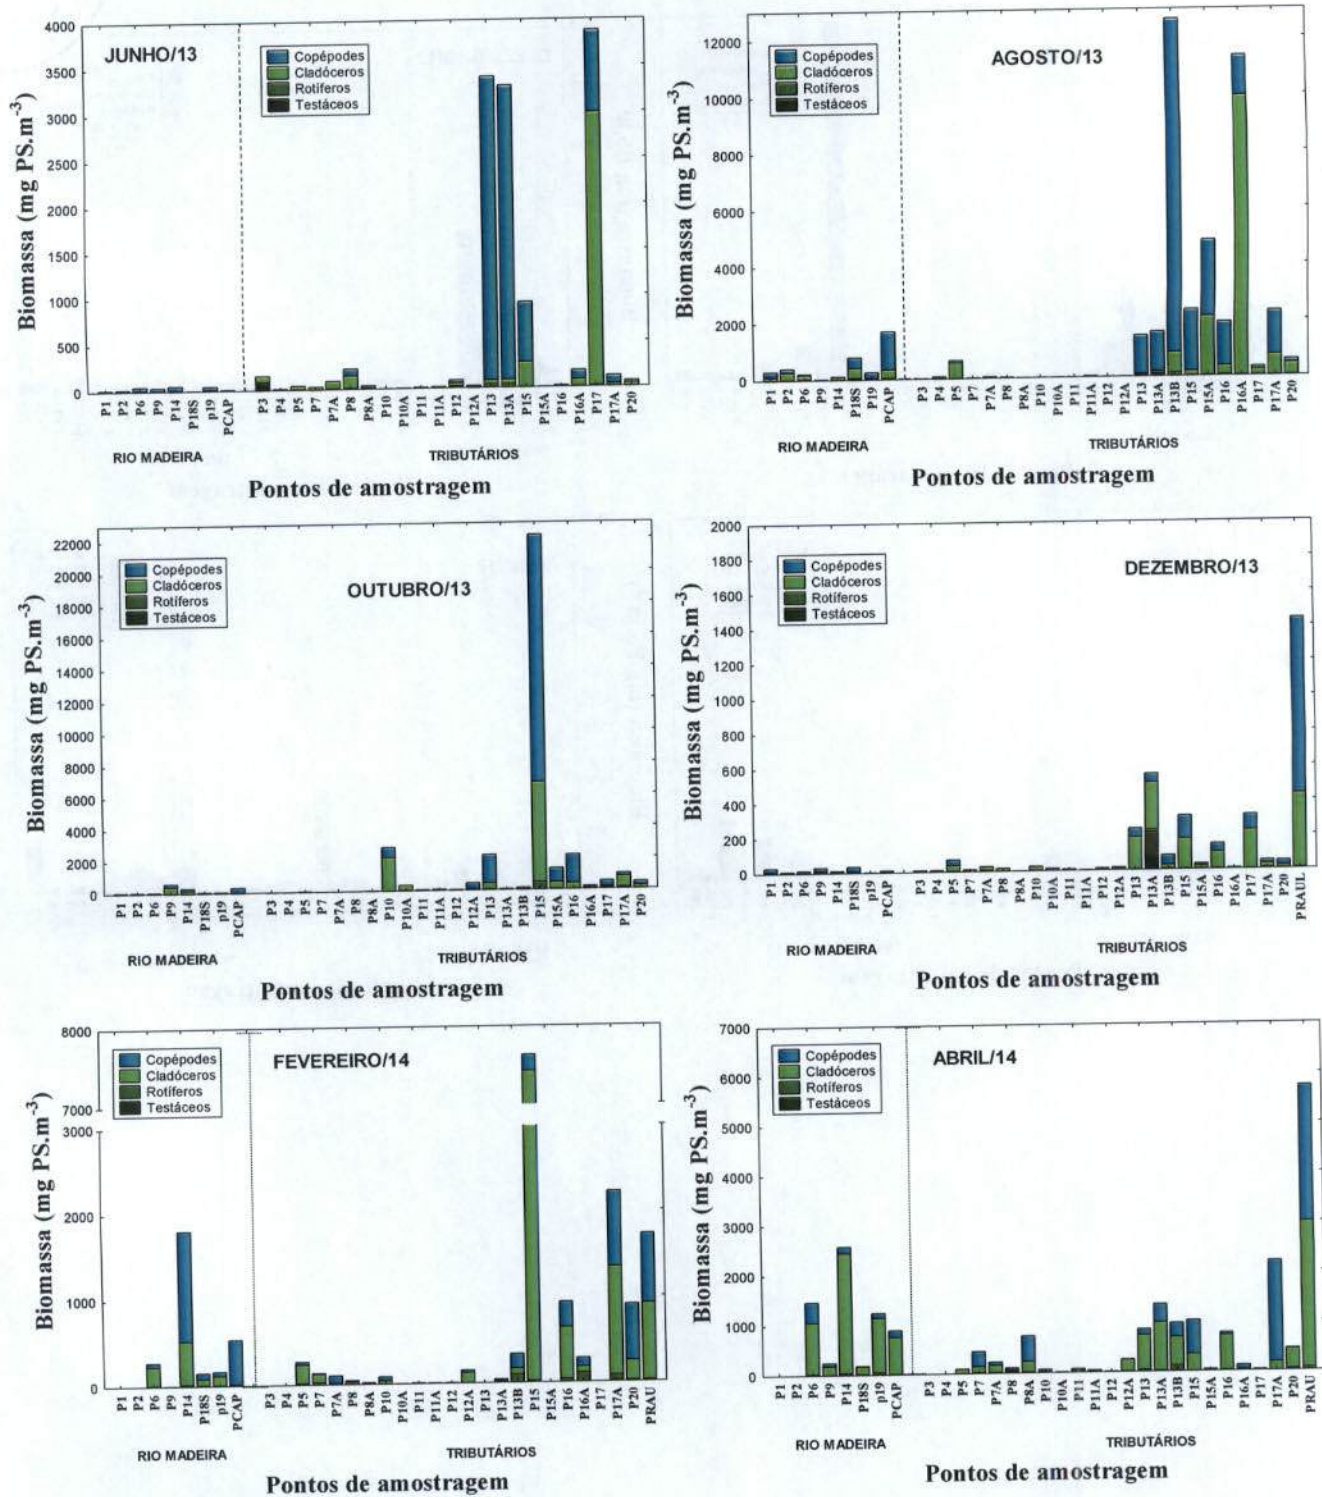 JUNHO/13
Copépodes
Cladóceros
Rotíferos
Testáceos
Biomassa (mg PS.m-3)
4000
3500
3000
2500
2000
1000
500
0
P1 P2 P6 P9 P14 P18S p19 PCAP P3 P4 P5 P7 P7A P8 P8A P10 P10A P11 P11A P12 P12A P13 P13A P15 P15A P16 P16A P17 P17A P20
RIO MADEIRA TRIBUTÁRIOS
Pontos de amostragem
AGOSTO/13
Copépodes
Cladóceros
Rotíferos
Testáceos
Biomassa (mg PS.m-3)
12000
10000
8000
6000
4000
2000
0
P1 P2 P6 P9 P14 P18S P19 PCAP P3 P4 P5 P7 P7A P8 P8A P10 P10A P11 P11A P12 P12A P13 P13A P13B P15 P15A P16 P16A P17 P17A P20
RIO MADEIRA TRIBUTÁRIOS
Pontos de amostragem
OUTUBRO/13
Copépodes
Cladóceros
Rotíferos
Testáceos
Biomassa (mg PS.m-3)
22000
20000
18000
16000
14000
12000
10000
8000
6000
4000
2000
0
P1 P2 P6 P9 P14 P18S p19 PCAP P3 P4 P5 P7 P7A P8 P8A P10 P10A P11 P11A P12 P12A P13 P13A P13B P15 P15A P16 P16A P17 P17A P20
RIO MADEIRA TRIBUTÁRIOS
Pontos de amostragem
DEZEMBRO/13
Copépodes
Cladóceros
Rotíferos
Testáceos
Biomassa (mg PS.m-3)
2000
1800
1600
1400
1200
1000
800
600
400
200
0
P1 P2 P6 P9 P14 P18S p19 PCAP P3 P4 P5 P7 P7A P8 P8A P10 P10A P11 P11A P12 P12A P13 P13A P13B P15 P15A P16 P16A P17 P17A P20 PRAUL
RIO MADEIRA TRIBUTÁRIOS
Pontos de amostragem
FEVEREIRO/14
Copépodes
Cladóceros
Rotíferos
Testáceos
Biomassa (mg PS.m-3)
8000
7000
3000
2000
1000
0
P1 P2 P6 P9 P14 P18S p19 PCAP P3 P4 P5 P7 P7A P8 P8A P10 P10A P11 P11A P12 P12A P13 P13A P13B P15 P15A P16 P16A P17 P17A P20 PRAU
RIO MADEIRA TRIBUTÁRIOS
Pontos de amostragem
ABRIL/14
Copépodes
Cladóceros
Rotíferos
Testáceos
Biomassa (mg PS.m-3)
7000
6000
5000
4000
3000
2000
1000
0
P1 P2 P6 P9 P14 P18S p19 PCAP P3 P4 P5 P7 P7A P8 P8A P10 P10A P11 P11A P12 P12A P13 P13A P13B P15 P15A P16 P16A P17 P17A P20 PRAU
RIO MADEIRA TRIBUTÁRIOS
Pontos de amostragem